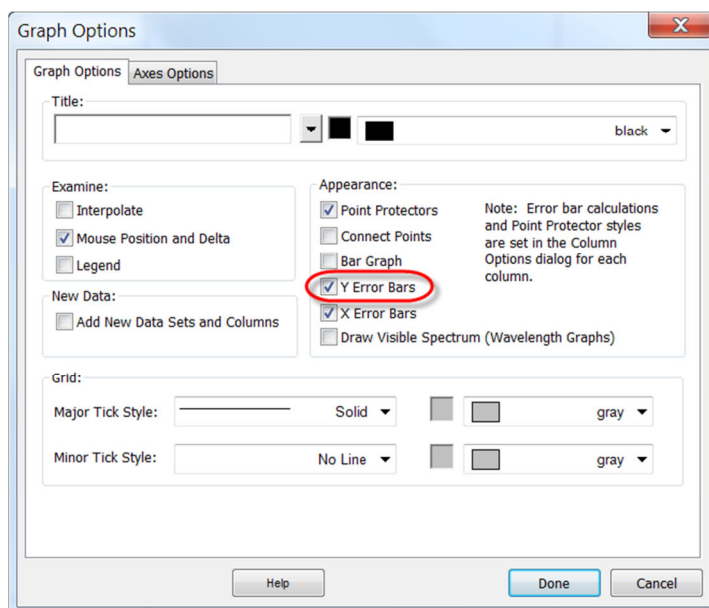 Graph Options
X
Graph Options
Axes Options
Title:
black
Examine:
Interpolate
Mouse Position and Delta
Legend
New Data:
Add New Data Sets and Columns
Appearance:
Point Protectors
Connect Points
Bar Graph
Y Error Bars
X Error Bars
Draw Visible Spectrum (Wavelength Graphs)
Note: Error bar calculations
and Point Protector styles
are set in the Column
Options dialog for each
column.
Grid:
Major Tick Style:
Solid
gray
Minor Tick Style:
No Line
gray
Help
Done
Cancel